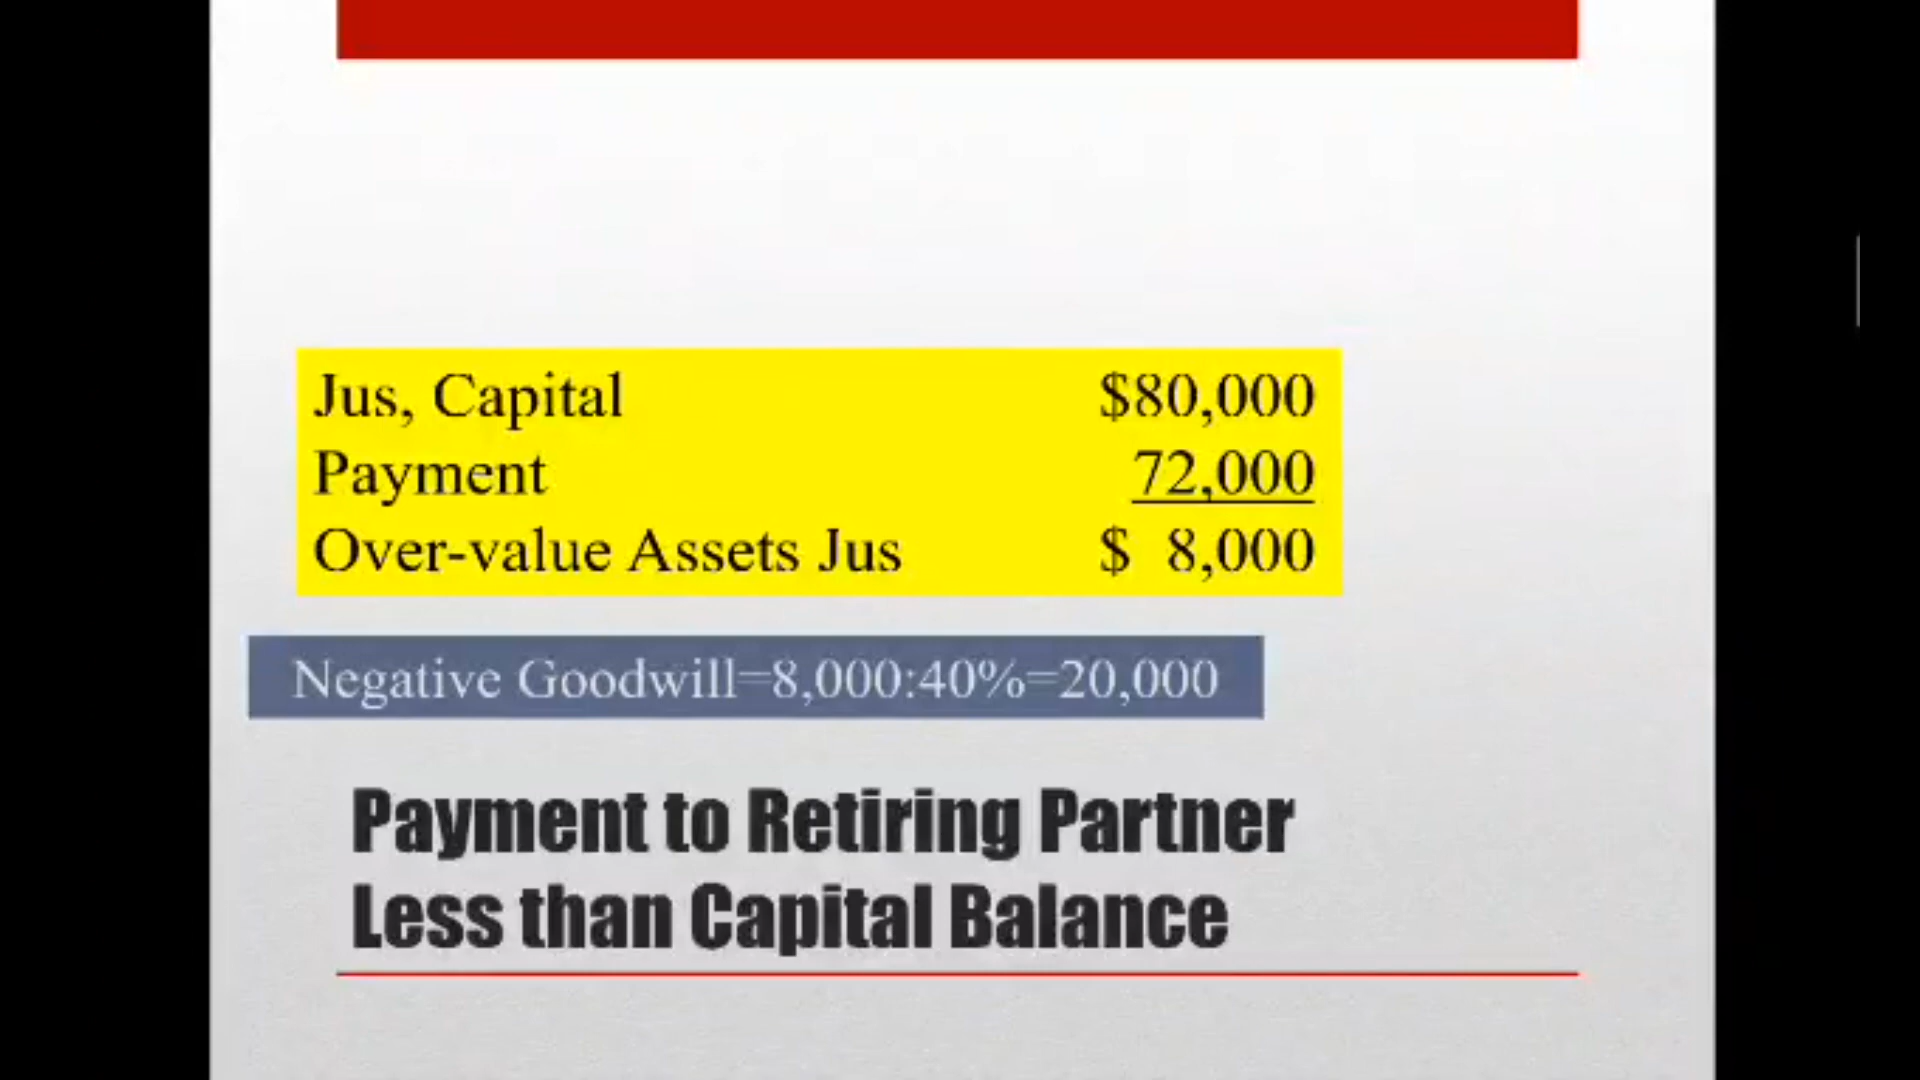 Jus, Capital $80,000
Payment 72,000
Over-value Assets Jus $ 8,000
Negative Goodwill=8,000:40%=20,000
Payment to Retiring Partner
Less than Capital Balance